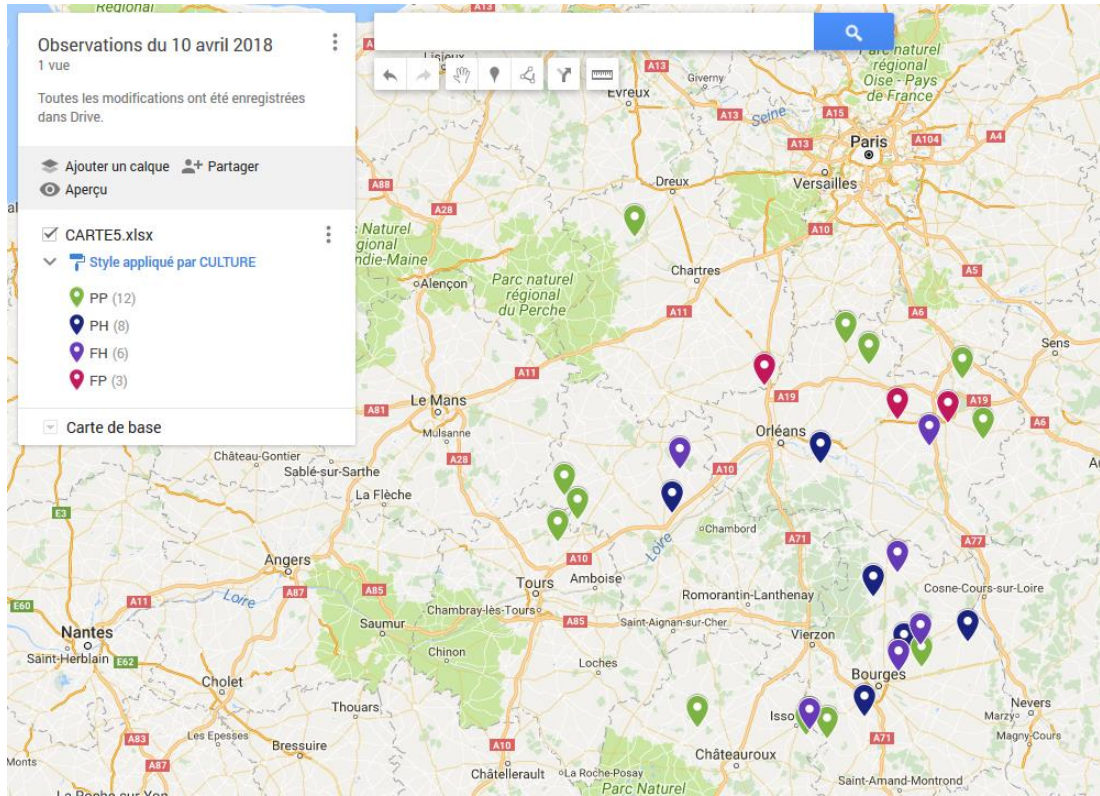 Observations du 10 avril 2018
1 vue
Toutes les modifications ont été enregistrées
dans Drive.
Ajouter un calque
Partager
Aperçu
CARTE5.xlsx
Style appliqué par CULTURE
PP (12)
PH (8)
FH (6)
FP (3)
Carte de base
Régional
A13
Lisieux
A13
Giverny
Evreux
Parc naturel
régional
Oise - Pays
de France
A13
Seine
A15
A13
Paris
A104
A4
Versailles
A88
Dreux
A28
A10
Naturel
gional
ndie-Maine
Alençon
Parc naturel
régional
du Perche
Chartres
A5
A11
A6
Sens
A11
A19
A19
A6
A81
Le Mans
Mulsanne
Orléans
Château-Gontier
Sablé-sur-Sarthe
A28
A10
La Flèche
E3
Chambord
Loire
A71
A77
A10
Angers
A87
A85
Tours
Amboise
Romorantin-Lanthenay
Cosne-Cours-sur-Loire
E60
A11
Loire
Chambray-lès-Tours
A85
Saint-Aignan-sur-Cher
Nantes
Saumur
Vierzon
Saint-Herblain
E62
Chinon
Loches
Bourges
Cholet
Thouars
Nevers
Isso
Marzy
A83
Les Epesses
A10
Châteauroux
A71
Magny-Cours
A87
Bressuire
Monts
Châtellerault
La Roche-Posay
Parc Naturel
Saint-Amand-Montrond
La Roche-sur-Yon